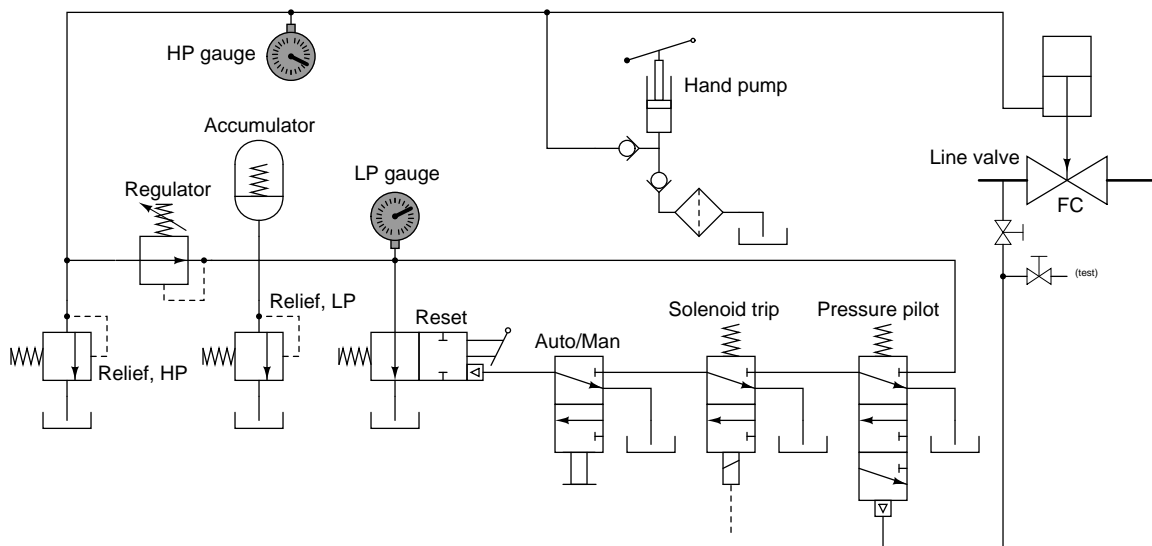 HP gauge
Hand pump
Accumulator
Line valve
LP gauge
Regulator
FC
(test)
Relief, LP
Solenoid trip
Pressure pilot
Reset
Auto/Man
Relief, HP